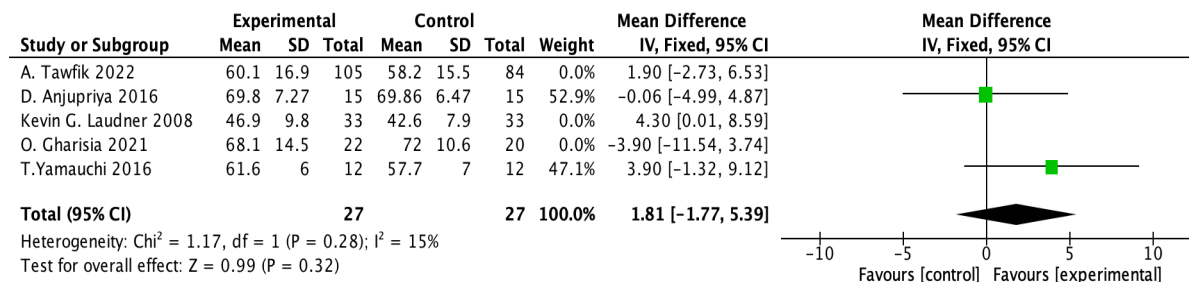 Experimental Control Mean Difference Mean Difference
Study or Subgroup Mean SD Total Mean SD Total Weight IV, Fixed, 95% CI IV, Fixed, 95% CI
A. Tawfik 2022 60.1 16.9 105 58.2 15.5 84 0.0% 1.90 [−2.73, 6.53]
D. Anjupriya 2016 69.8 7.27 15 69.86 6.47 15 52.9% −0.06 [−4.99, 4.87]
Kevin G. Laudner 2008 46.9 9.8 33 42.6 7.9 33 0.0% 4.30 [0.01, 8.59]
O. Gharisia 2021 68.1 14.5 22 72 10.6 20 0.0% −3.90 [−11.54, 3.74]
T.Yamauchi 2016 61.6 6 12 57.7 7 12 47.1% 3.90 [−1.32, 9.12]
Total (95% CI) 27 27 100.0% 1.81 [−1.77, 5.39]
Heterogeneity: Chi² = 1.17, df = 1 (P = 0.28); I² = 15%
Test for overall effect: Z = 0.99 (P = 0.32)
−10 −5 0 5 10
Favours [control] Favours [experimental]